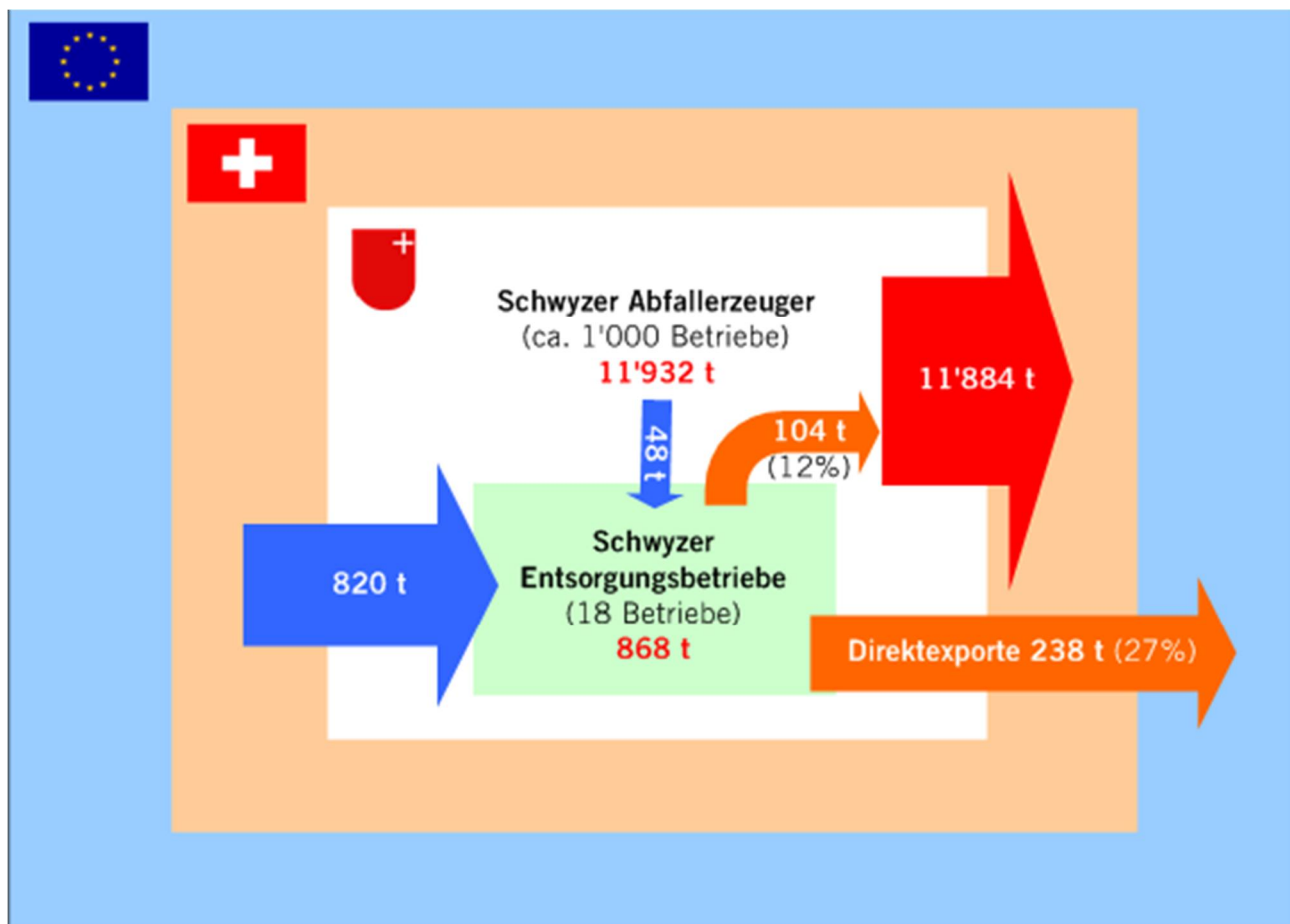 Schwyzer Abfallerzeuger
(ca. 1'000 Betriebe)
11'932 t
11'884 t
48 t
104 t
(12%)
820 t
Schwyzer
Entsorgungsbetriebe
(18 Betriebe)
868 t
Direktexporte 238 t (27%)